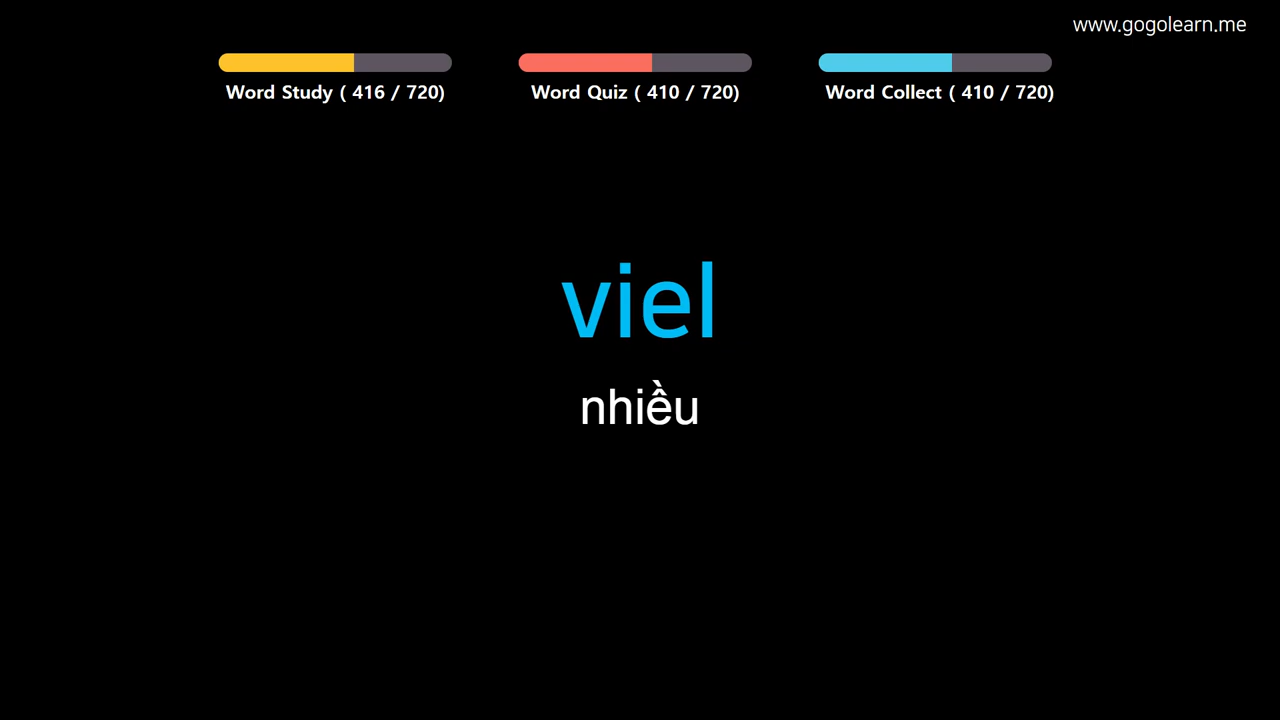 www.gogolearn.me
Word Study ( 416 / 720)
Word Quiz ( 410 / 720)
Word Collect ( 410 / 720)
viel
nhiều